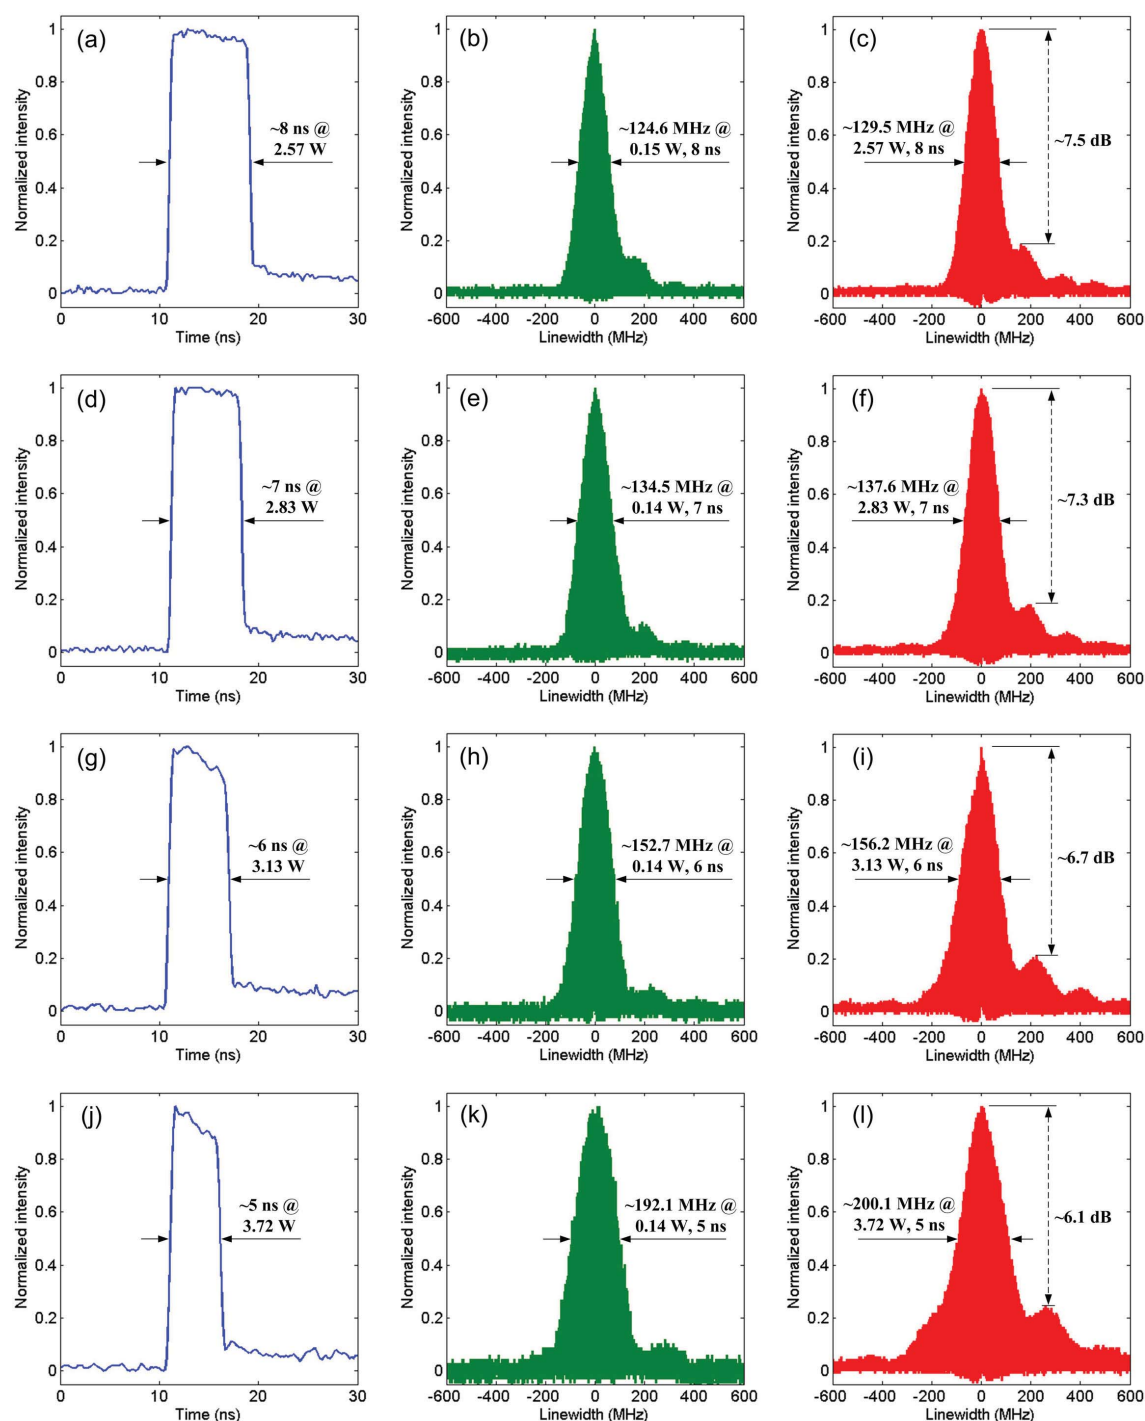 (a)
Normalized intensity
1
0.8
0.6
0.4
0.2
0
~8 ns @
2.57 W
0 10 20 30
Time (ns)
(b)
Normalized intensity
1
0.8
0.6
0.4
0.2
0
~124.6 MHz @
0.15 W, 8 ns
-600 -400 -200 0 200 400 600
Linewidth (MHz)
(c)
Normalized intensity
1
0.8
0.6
0.4
0.2
0
~129.5 MHz @
2.57 W, 8 ns
~7.5 dB
-600 -400 -200 0 200 400 600
Linewidth (MHz)
(d)
Normalized intensity
1
0.8
0.6
0.4
0.2
0
~7 ns @
2.83 W
0 10 20 30
Time (ns)
(e)
Normalized intensity
1
0.8
0.6
0.4
0.2
0
~134.5 MHz @
0.14 W, 7 ns
-600 -400 -200 0 200 400 600
Linewidth (MHz)
(f)
Normalized intensity
1
0.8
0.6
0.4
0.2
0
~137.6 MHz @
2.83 W, 7 ns
~7.3 dB
-600 -400 -200 0 200 400 600
Linewidth (MHz)
(g)
Normalized intensity
1
0.8
0.6
0.4
0.2
0
~6 ns @
3.13 W
0 10 20 30
Time (ns)
(h)
Normalized intensity
1
0.8
0.6
0.4
0.2
0
~152.7 MHz @
0.14 W, 6 ns
-600 -400 -200 0 200 400 600
Linewidth (MHz)
(i)
Normalized intensity
1
0.8
0.6
0.4
0.2
0
~156.2 MHz @
3.13 W, 6 ns
~6.7 dB
-600 -400 -200 0 200 400 600
Linewidth (MHz)
(j)
Normalized intensity
1
0.8
0.6
0.4
0.2
0
~5 ns @
3.72 W
0 10 20 30
Time (ns)
(k)
Normalized intensity
1
0.8
0.6
0.4
0.2
0
~192.1 MHz @
0.14 W, 5 ns
-600 -400 -200 0 200 400 600
Linewidth (MHz)
(l)
Normalized intensity
1
0.8
0.6
0.4
0.2
0
~200.1 MHz @
3.72 W, 5 ns
~6.1 dB
-600 -400 -200 0 200 400 600
Linewidth (MHz)